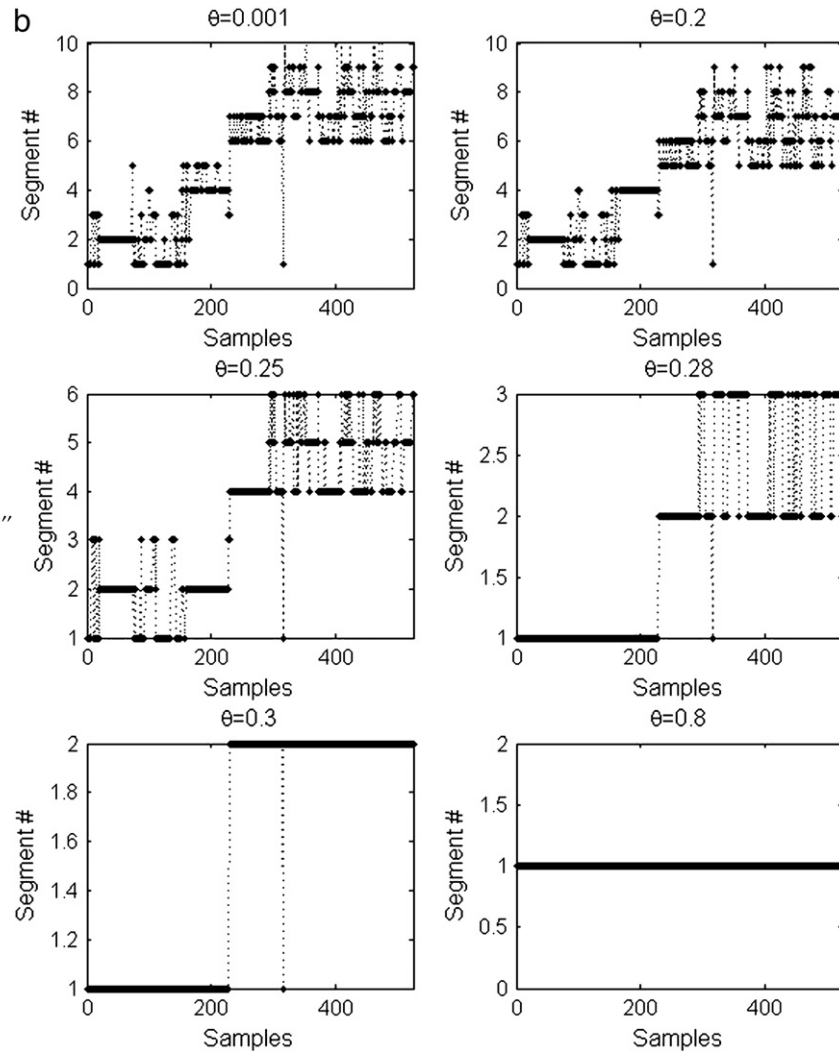 b
θ=0.001
θ=0.2
Segment #
10
8
6
4
2
0
0 200 400
Samples
Segment #
10
8
6
4
2
0
0 200 400
Samples
θ=0.25
θ=0.28
"
Segment #
6
5
4
3
2
1
0 200 400
Samples
Segment #
3
2.5
2
1.5
1
0 200 400
Samples
θ=0.3
θ=0.8
Segment #
2
1.8
1.6
1.4
1.2
1
0 200 400
Samples
Segment #
2
1.5
1
0.5
0
0 200 400
Samples